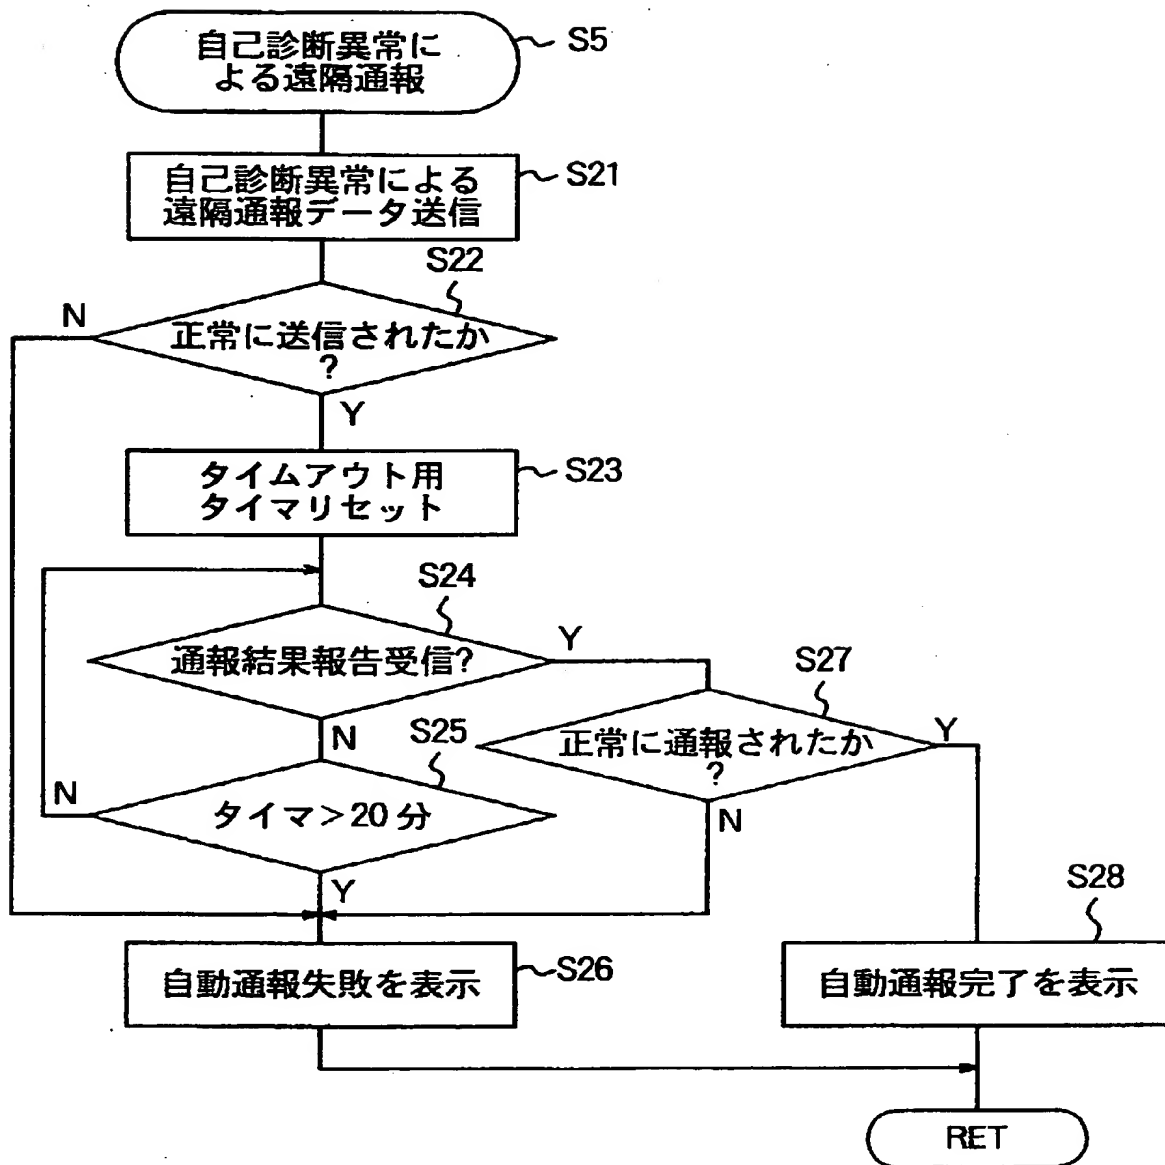 自己診断異常に
よる遠隔通報
S5
自己診断異常による
遠隔通報データ送信
S21
S22
N
正常に送信されたか
?
Y
タイムアウト用
タイマリセット
S23
S24
通報結果報告受信?
Y
N
S25
タイマ>20分
N
Y
S27
正常に通報されたか
?
Y
N
S26
自動通報失敗を表示
S28
自動通報完了を表示
RET